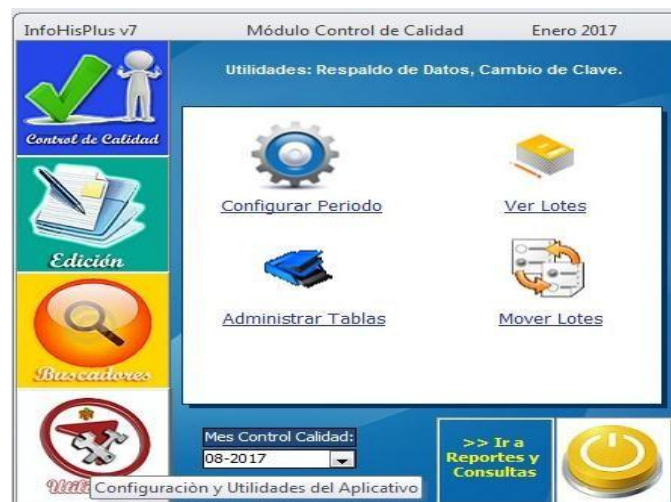 InfoHisPlus v7 Módulo Control de Calidad Enero 2017
Utilidades: Respaldo de Datos, Cambio de Clave.
Control de Calidad
Configurar Periodo Ver Lotes
Edición
Administrar Tablas Mover Lotes
Buscadores
Mes Control Calidad:
08-2017
>> Ir a
Reportes y
Consultas
Configuraciòn y Utilidades del Aplicativo